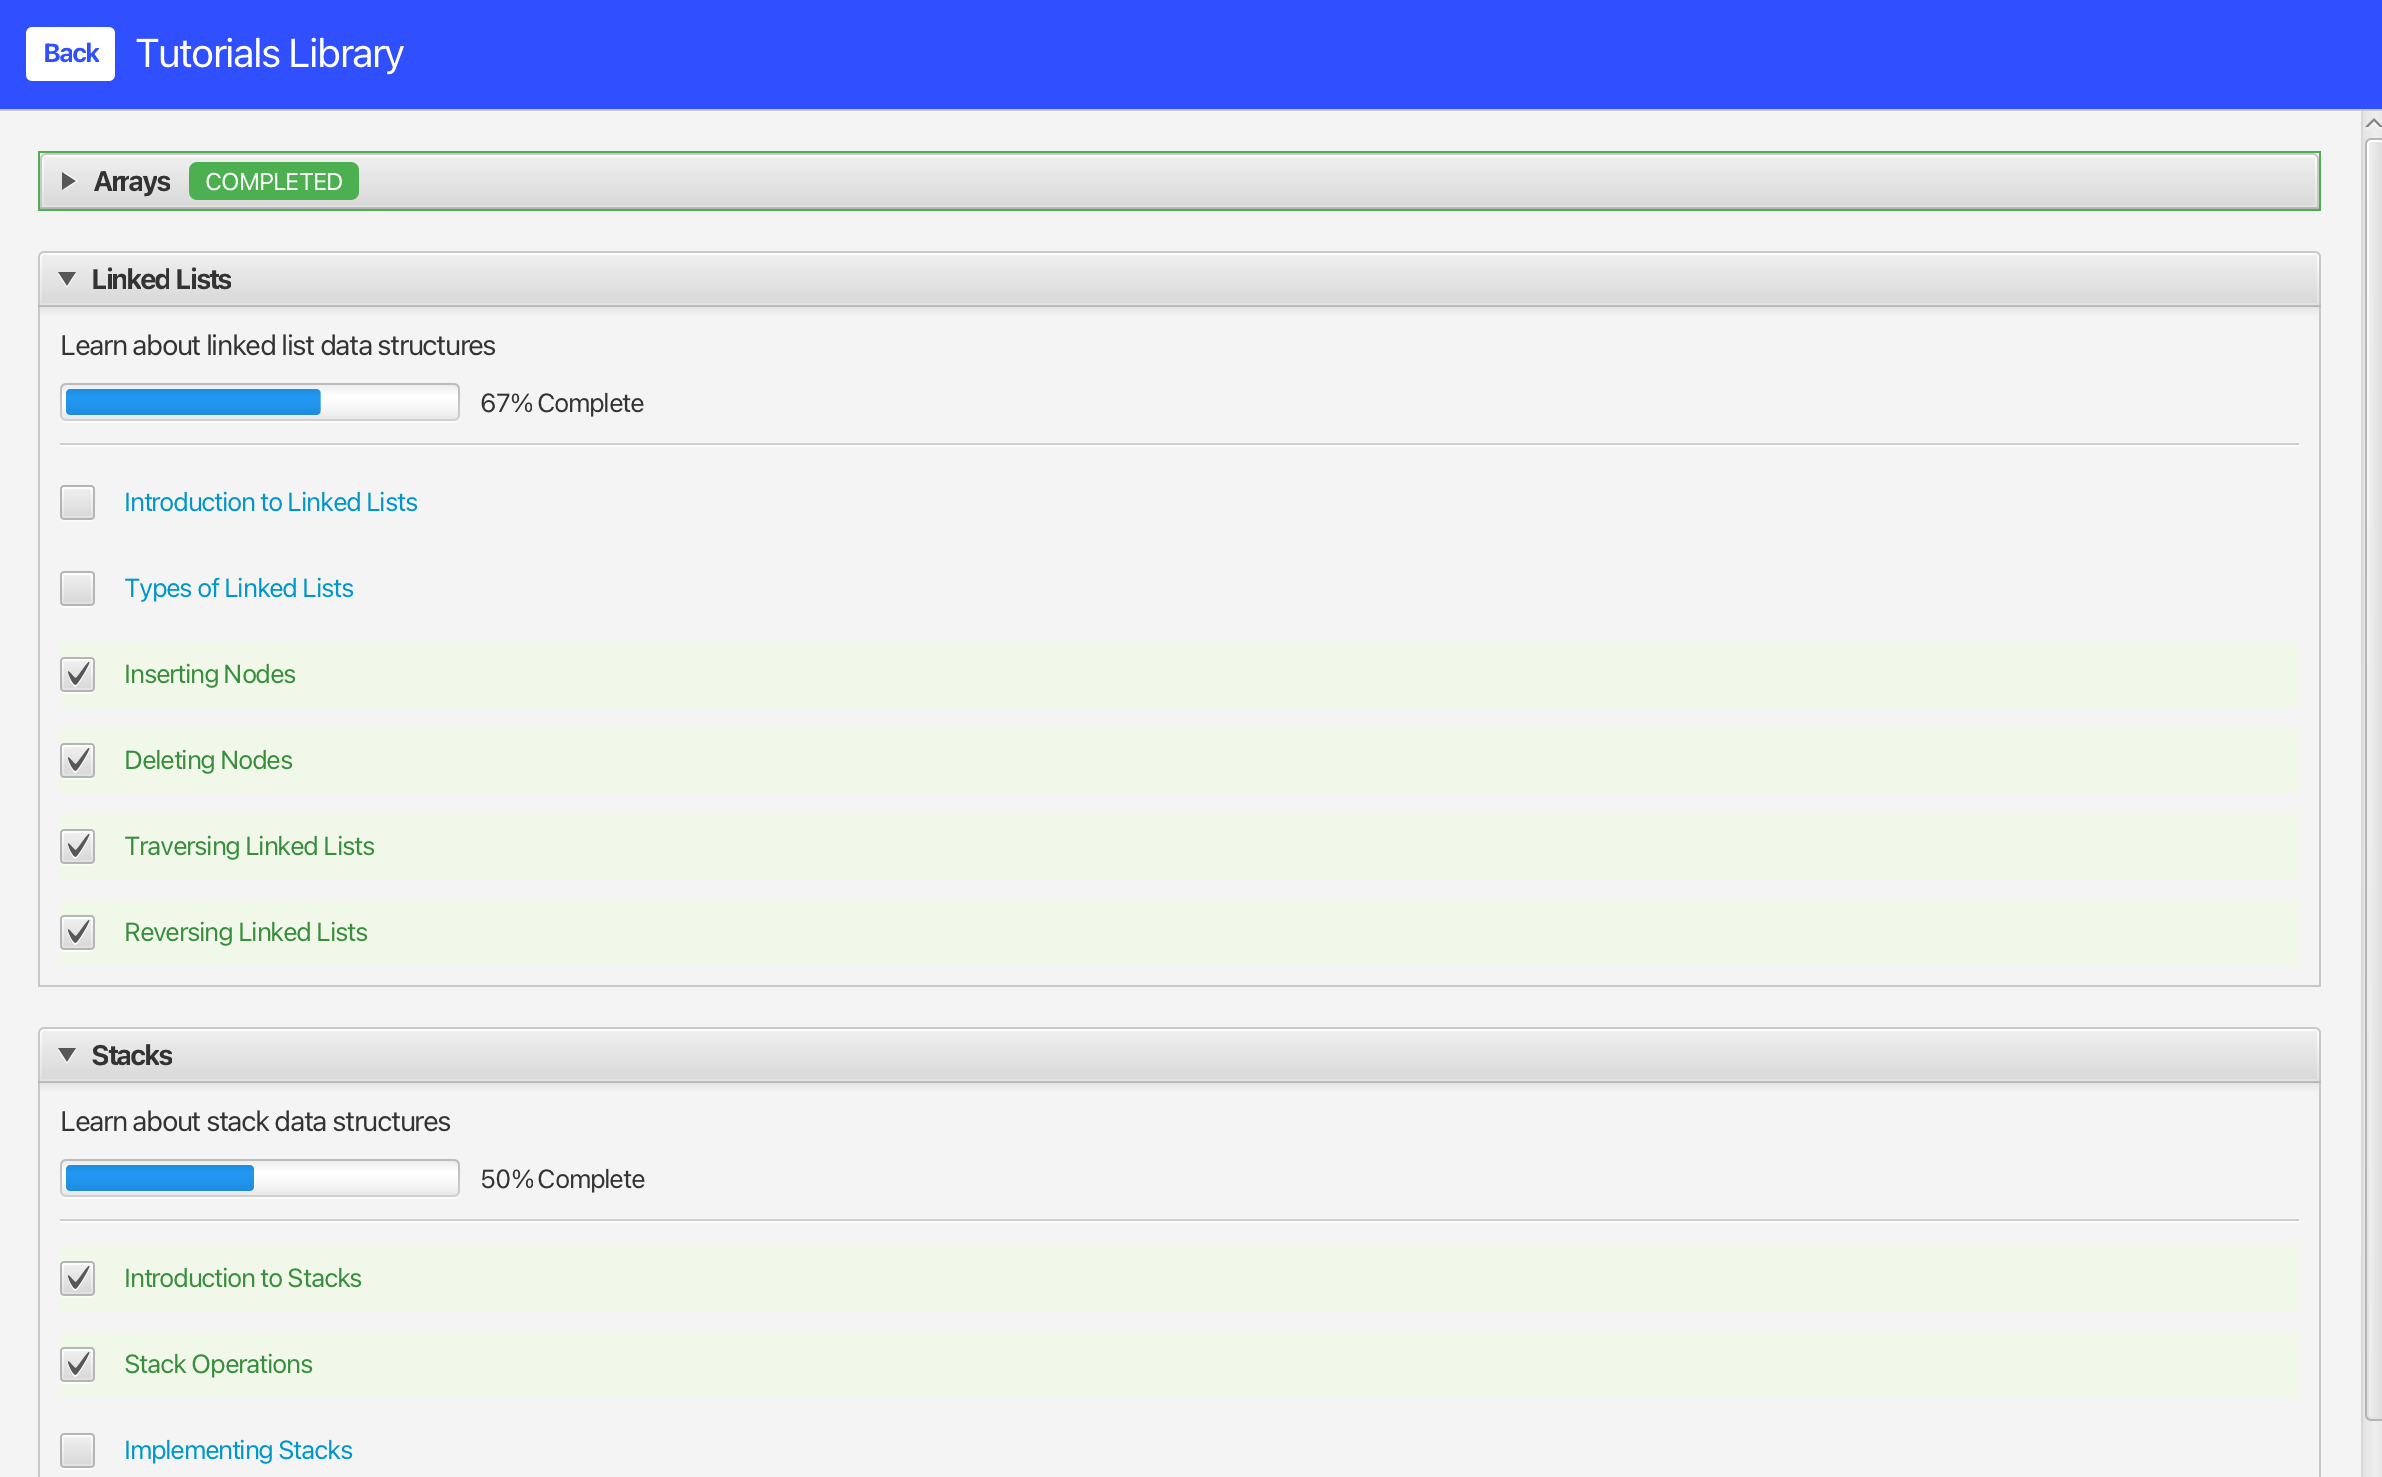 Back Tutorials Library
Arrays COMPLETED
Linked Lists
Learn about linked list data structures
67% Complete
Introduction to Linked Lists
Types of Linked Lists
Inserting Nodes
Deleting Nodes
Traversing Linked Lists
Reversing Linked Lists
Stacks
Learn about stack data structures
50% Complete
Introduction to Stacks
Stack Operations
Implementing Stacks